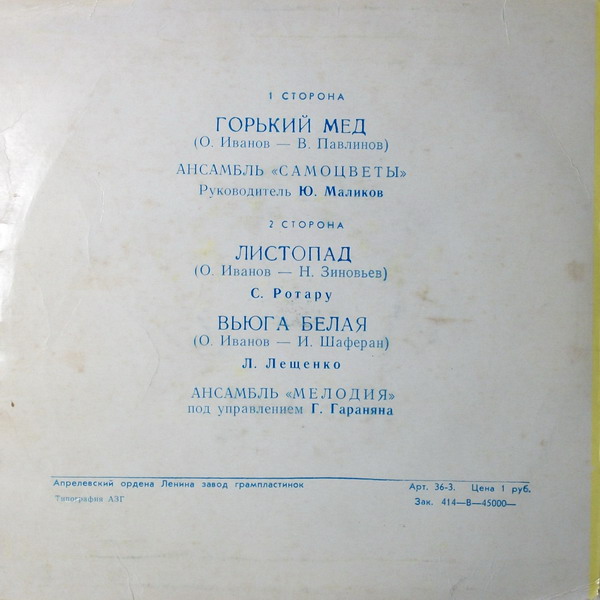 1 СТОРОНА
ГОРЬКИЙ МЕД
(О. Иванов — В. Павлинов)
АНСАМБЛЬ «САМОЦВЕТЫ»
Руководитель Ю. Маликов
2 СТОРОНА
ЛИСТОПАД
(О. Иванов — Н. Зиновьев)
С. Ротару
ВЬЮГА БЕЛАЯ
(О. Иванов — И. Шаферан)
Л. Лещенко
АНСАМБЛЬ «МЕЛОДИЯ»
под управлением Г. Гараняна
Апрелевский ордена Ленина завод грампластинок Арт. 36-3. Цена 1 руб.
Типография АЗГ Зак. 414—В—45000—